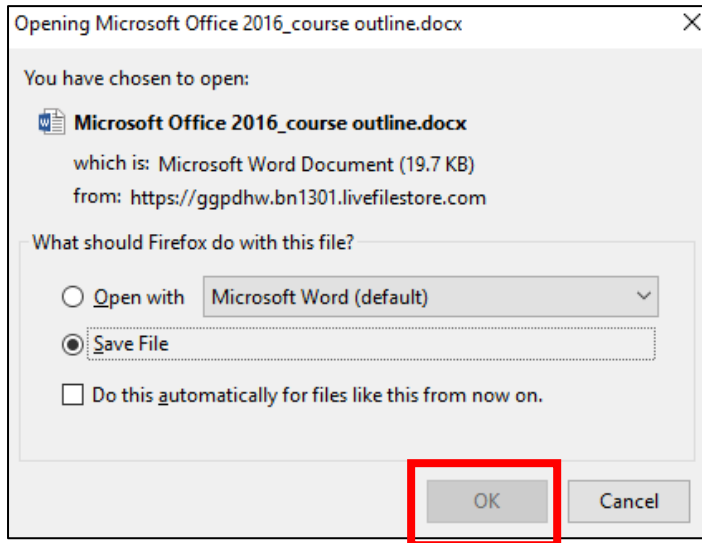 Opening Microsoft Office 2016_course outline.docx
You have chosen to open:
Microsoft Office 2016_course outline.docx
which is: Microsoft Word Document (19.7 KB)
from: https://ggpdhw.bn1301.livefilestore.com
What should Firefox do with this file?
Open with Microsoft Word (default)
Save File
Do this automatically for files like this from now on.
OK Cancel